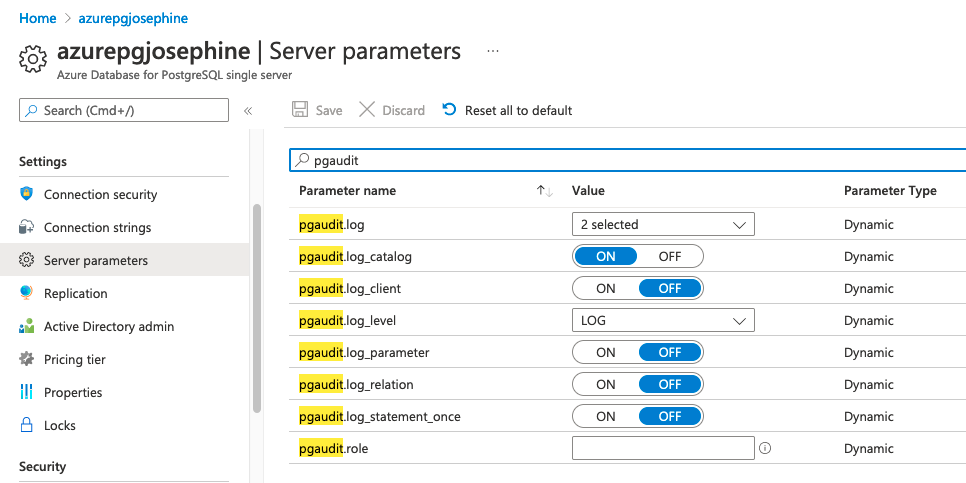 Home > azurepgjosephine
azurepgjosephine | Server parameters ...
Azure Database for PostgreSQL single server
Search (Cmd+/) «
Save Discard Reset all to default
pgaudit
Settings
Connection security
Connection strings
Server parameters
Replication
Active Directory admin
Pricing tier
Properties
Locks
Security
Parameter name ↑↓ Value Parameter Type
pgaudit.log 2 selected Dynamic
pgaudit.log_catalog ON OFF Dynamic
pgaudit.log_client ON OFF Dynamic
pgaudit.log_level LOG Dynamic
pgaudit.log_parameter ON OFF Dynamic
pgaudit.log_relation ON OFF Dynamic
pgaudit.log_statement_once ON OFF Dynamic
pgaudit.role Dynamic